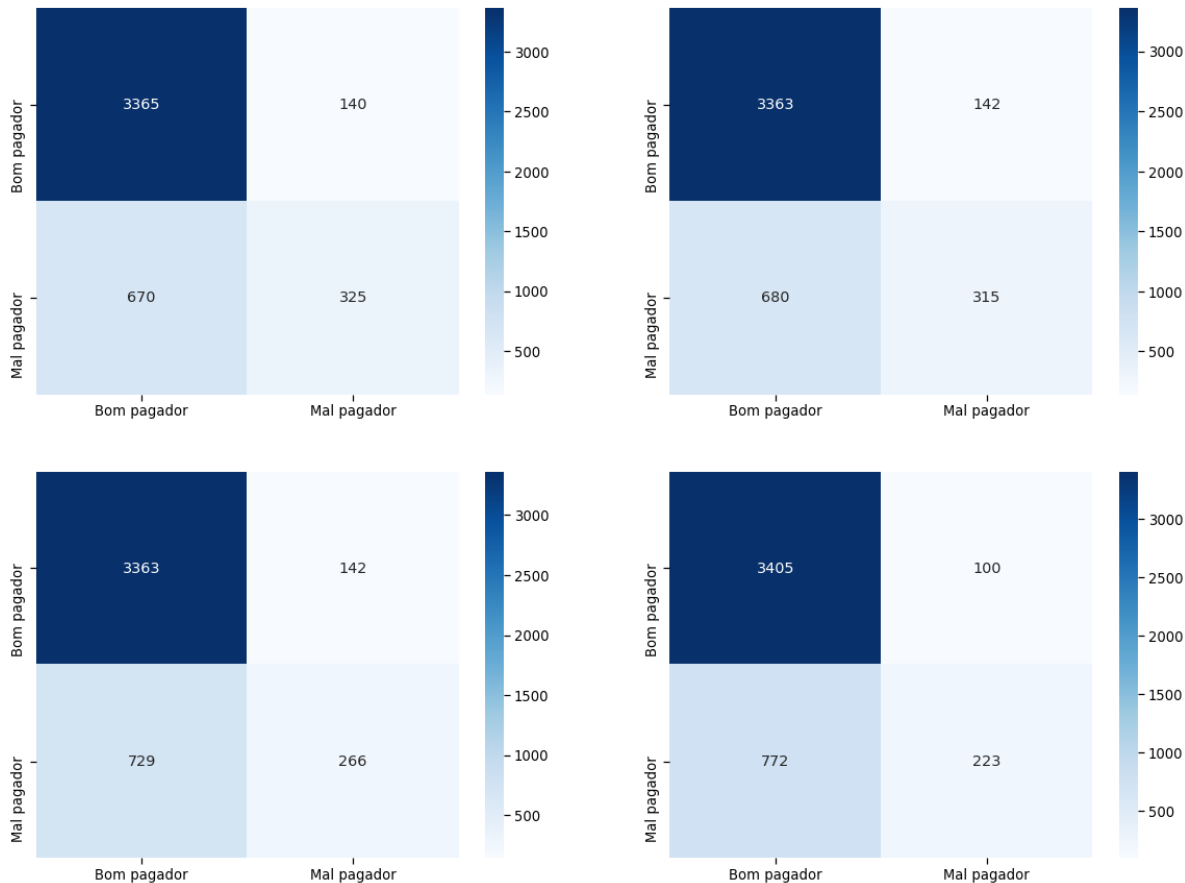 Bom pagador
3365
140
Mal pagador
670
325
Bom pagador
Mal pagador
3000
2500
2000
1500
1000
500
Bom pagador
3363
142
Mal pagador
680
315
Bom pagador
Mal pagador
3000
2500
2000
1500
1000
500
Bom pagador
3363
142
Mal pagador
729
266
Bom pagador
Mal pagador
3000
2500
2000
1500
1000
500
Bom pagador
3405
100
Mal pagador
772
223
Bom pagador
Mal pagador
3000
2500
2000
1500
1000
500